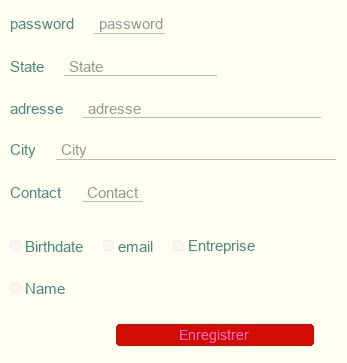 password password
State State
adresse adresse
City City
Contact Contact
Birthdate email Entreprise
Name
Enregistrer